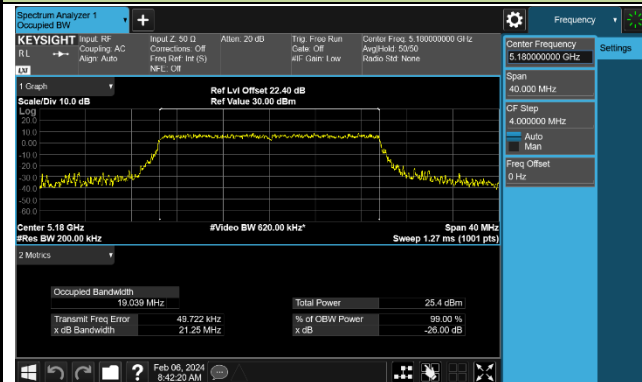 Spectrum Analyzer 1
Occupied BW
Frequency
KEYSIGHT
RL
Input: RF
Coupling: AC
Align: Auto
Input Z: 50 Ω
Corrections: Off
Freq Ref: Int (S)
NFE: Off
Atten: 20 dB
Trig: Free Run
Gate: Off
#IF Gain: Low
Center Freq: 5.180000000 GHz
Avg|Hold: 50/50
Radio Std: None
Center Frequency
5.180000000 GHz
Settings
Span
40.000 MHz
CF Step
4.000000 MHz
Auto
Man
Freq Offset
0 Hz
1 Graph
Scale/Div 10.0 dB
Ref Lvl Offset 22.40 dB
Ref Value 30.00 dBm
Log
20.0
10.0
0.00
-10.0
-20.0
-30.0
-40.0
-50.0
-60.0
Center 5.18 GHz
#Res BW 200.00 kHz
#Video BW 620.00 kHz*
Span 40 MHz
Sweep 1.27 ms (1001 pts)
2 Metrics
Occupied Bandwidth
19.039 MHz
Total Power
25.4 dBm
Transmit Freq Error
49.722 kHz
% of OBW Power
99.00 %
x dB Bandwidth
21.25 MHz
x dB
-26.00 dB
Feb 06, 2024
8:42:20 AM